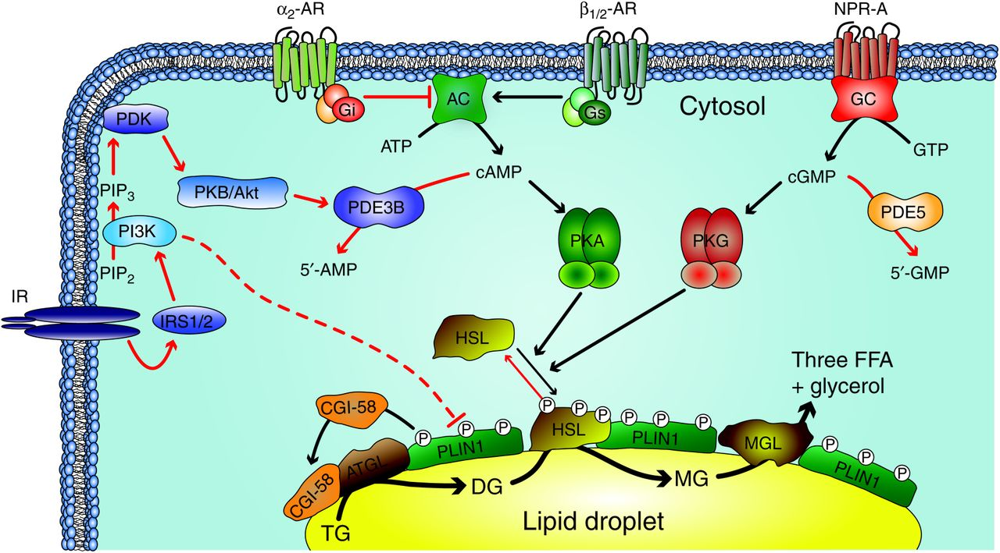 α2-AR
β1/2-AR
NPR-A
Gi
AC
Gs
Cytosol
GC
PDK
ATP
GTP
PIP3
PKB/Akt
cAMP
cGMP
PDE3B
PDE5
PI3K
PKA
PKG
PIP2
5′-AMP
5′-GMP
IR
IRS1/2
HSL
Three FFA
+ glycerol
CGI-58
P
P
P
P
P
P
P
P
P
HSL
PLIN1
PLIN1
MGL
P
P
P
ATGL
PLIN1
CGI-58
DG
MG
TG
Lipid droplet